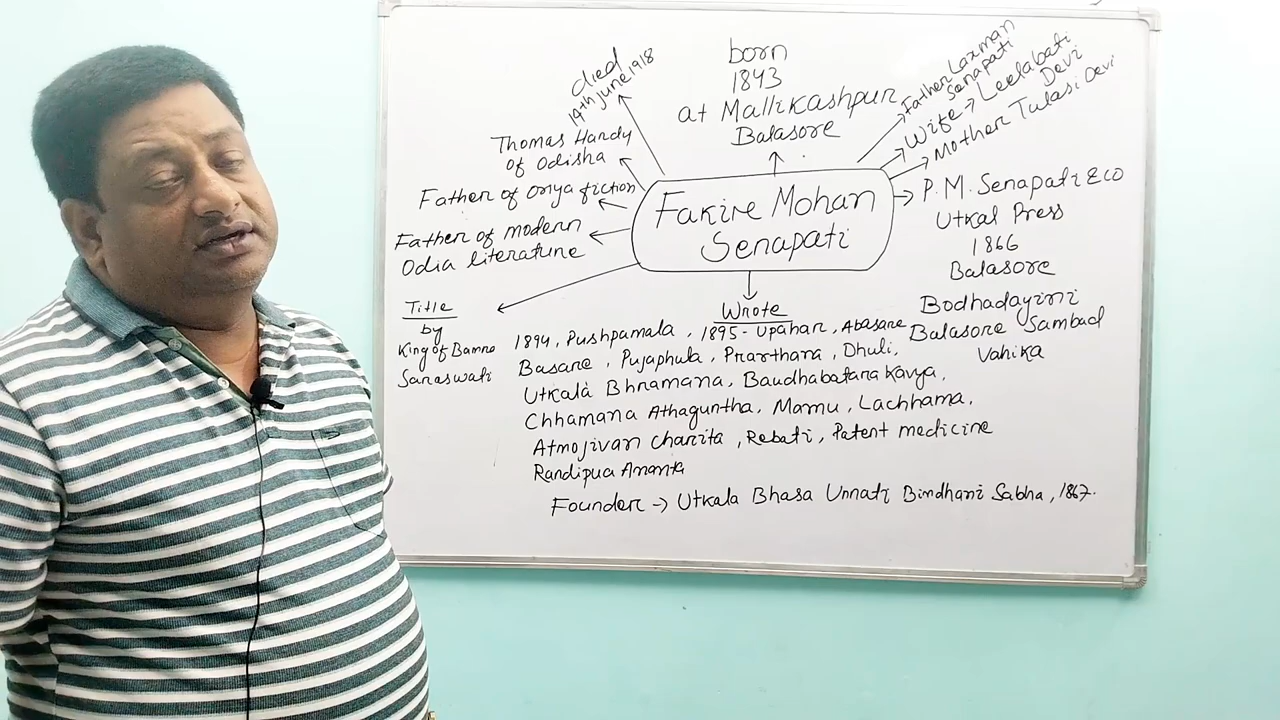 died
19th June 1918
Thomas Hardy
of Odisha
Father of oriya fiction
Father of modern
Odia literature
born
1843
at Mallikashpur
Balasore
Father Laxman
Senapati
Wife → Leelabati
Devi
Mother Tulasi Devi
Fakire Mohan
Senapati
P.M. Senapati & CO
Utkal Press
1866
Balasore
Bodhadayini
Balasore Sambad
Vahika
Title
by
King of Bamra
Saraswati
Wrote
1894, Pushpamala, 1895 - Upahar, Abasare
Basare, Pujaphula, Prarthara, Dhuli,
Utkala Bhramana, Baudhabatara Kavya,
Chhamana Athaguntha, Mamu, Lachhama,
Atmojivan charita, Rebati, Patent medicine
Randipua Ananta
Founder → Utkala Bhasa Unnati Bindhani Sabha, 1867.